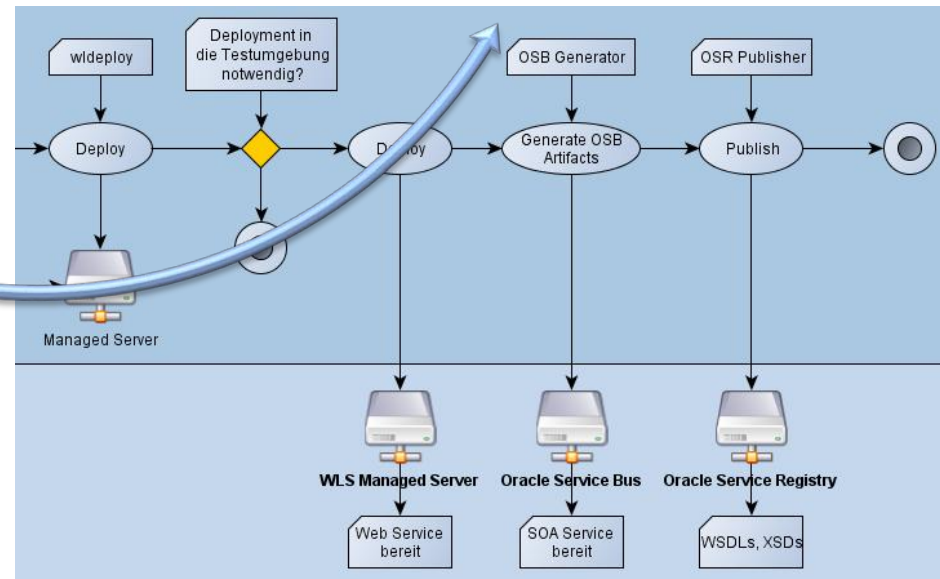 wldeploy
Deployment in
die Testumgebung
notwendig?
OSB Generator
OSR Publisher
Deploy
Deploy
Generate OSB
Artifacts
Publish
Managed Server
WLS Managed Server
Oracle Service Bus
Oracle Service Registry
Web Service
bereit
SOA Service
bereit
WSDLs, XSDs